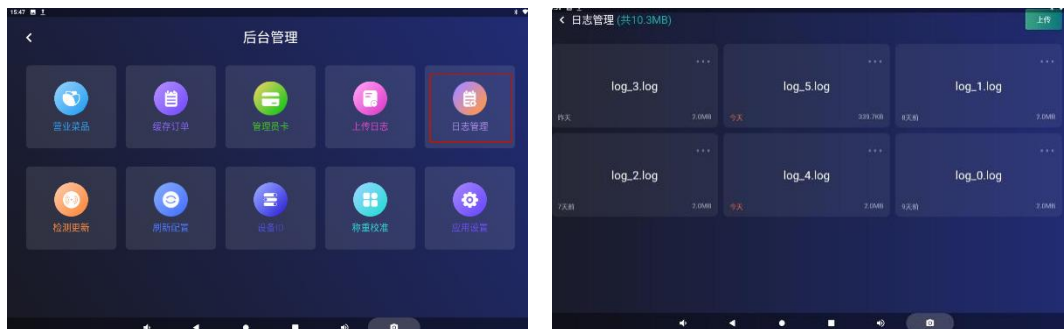 15:47
后台管理
营业菜品
缓存订单
管理员卡
上传日志
日志管理
检测更新
刷新配置
设备ID
称重校准
应用设置
日志管理 (共10.3MB)
上传
log_3.log
昨天
2.0MB
log_5.log
今天
339.7KB
log_1.log
8天前
2.0MB
log_2.log
7天前
2.0MB
log_4.log
今天
2.0MB
log_0.log
9天前
2.0MB